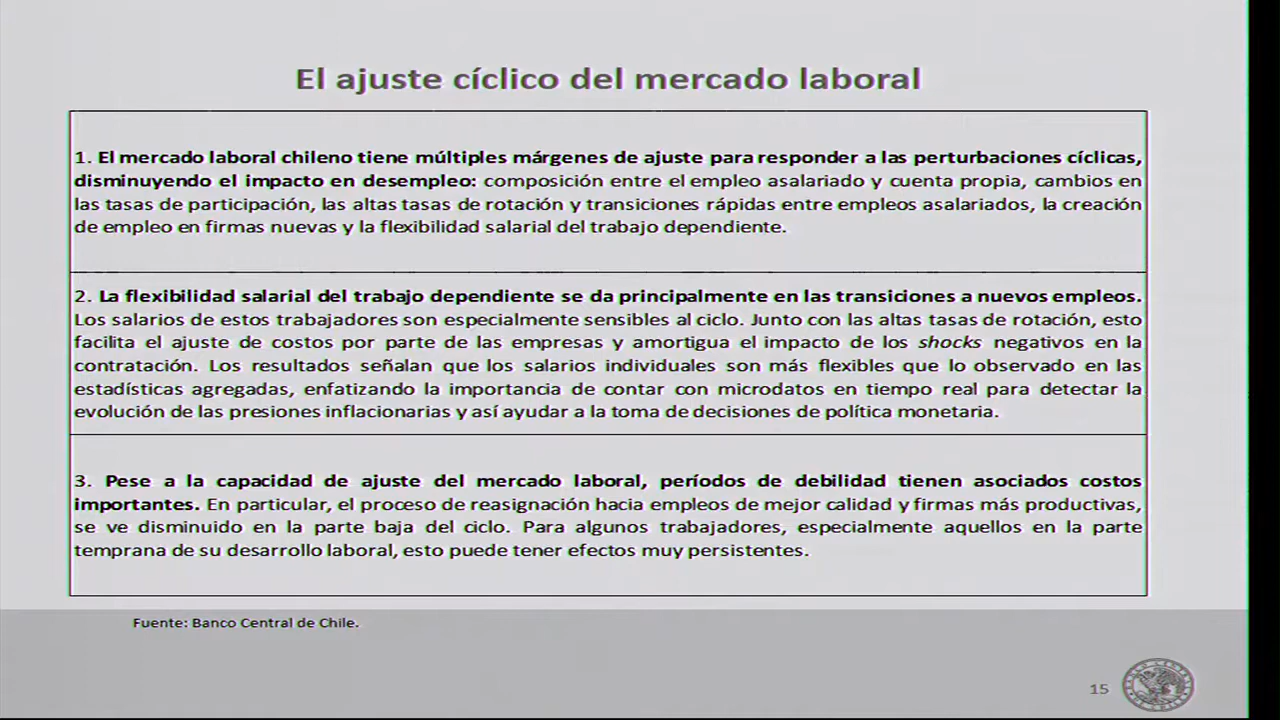 El ajuste cíclico del mercado laboral
1. El mercado laboral chileno tiene múltiples márgenes de ajuste para responder a las perturbaciones cíclicas,
disminuyendo el impacto en desempleo: composición entre el empleo asalariado y cuenta propia, cambios en
las tasas de participación, las altas tasas de rotación y transiciones rápidas entre empleos asalariados, la creación
de empleo en firmas nuevas y la flexibilidad salarial del trabajo dependiente.
2. La flexibilidad salarial del trabajo dependiente se da principalmente en las transiciones a nuevos empleos.
Los salarios de estos trabajadores son especialmente sensibles al ciclo. Junto con las altas tasas de rotación, esto
facilita el ajuste de costos por parte de las empresas y amortigua el impacto de los shocks negativos en la
contratación. Los resultados señalan que los salarios individuales son más flexibles que lo observado en las
estadísticas agregadas, enfatizando la importancia de contar con microdatos en tiempo real para detectar la
evolución de las presiones inflacionarias y así ayudar a la toma de decisiones de política monetaria.
3. Pese a la capacidad de ajuste del mercado laboral, períodos de debilidad tienen asociados costos
importantes. En particular, el proceso de reasignación hacia empleos de mejor calidad y firmas más productivas,
se ve disminuido en la parte baja del ciclo. Para algunos trabajadores, especialmente aquellos en la parte
temprana de su desarrollo laboral, esto puede tener efectos muy persistentes.
Fuente: Banco Central de Chile.
15